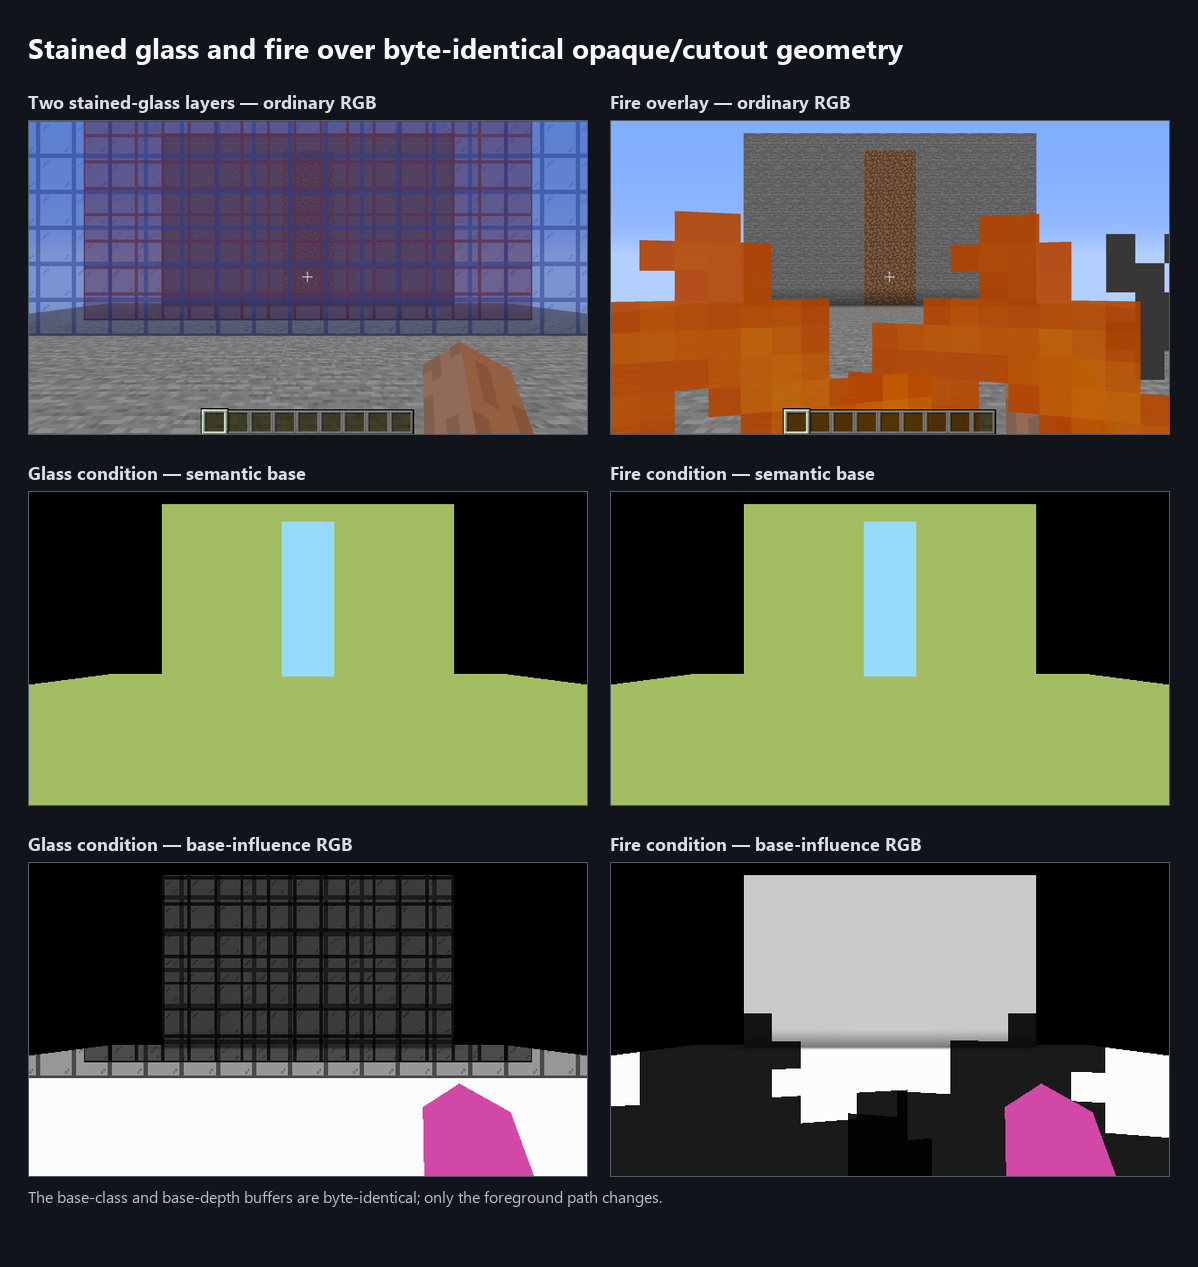 Stained glass and fire over byte-identical opaque/cutout geometry
Two stained-glass layers — ordinary RGB
Fire overlay — ordinary RGB
Glass condition — semantic base
Fire condition — semantic base
Glass condition — base-influence RGB
Fire condition — base-influence RGB
The base-class and base-depth buffers are byte-identical; only the foreground path changes.